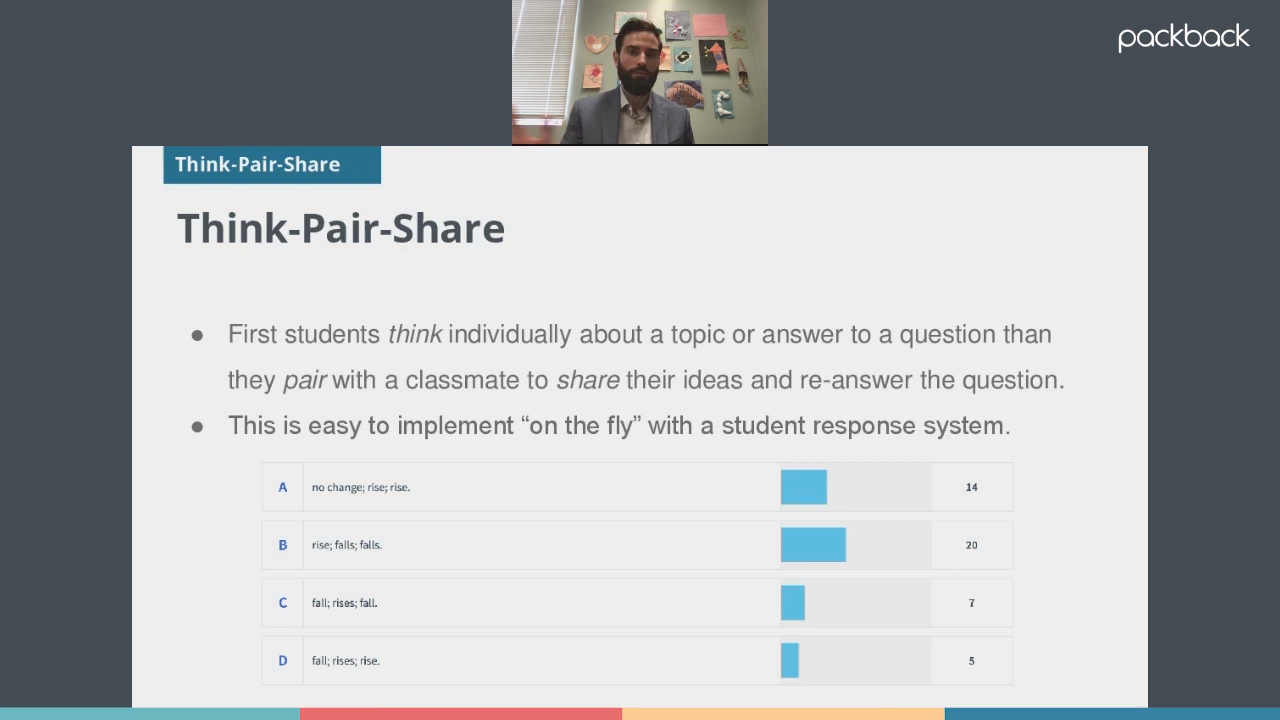 packback
Think-Pair-Share
Think-Pair-Share
● First students think individually about a topic or answer to a question than
they pair with a classmate to share their ideas and re-answer the question.
● This is easy to implement “on the fly” with a student response system.
A no change; rise; rise. 14
B rise; falls; falls. 20
C fall; rises; fall. 7
D fall; rises; rise. 5